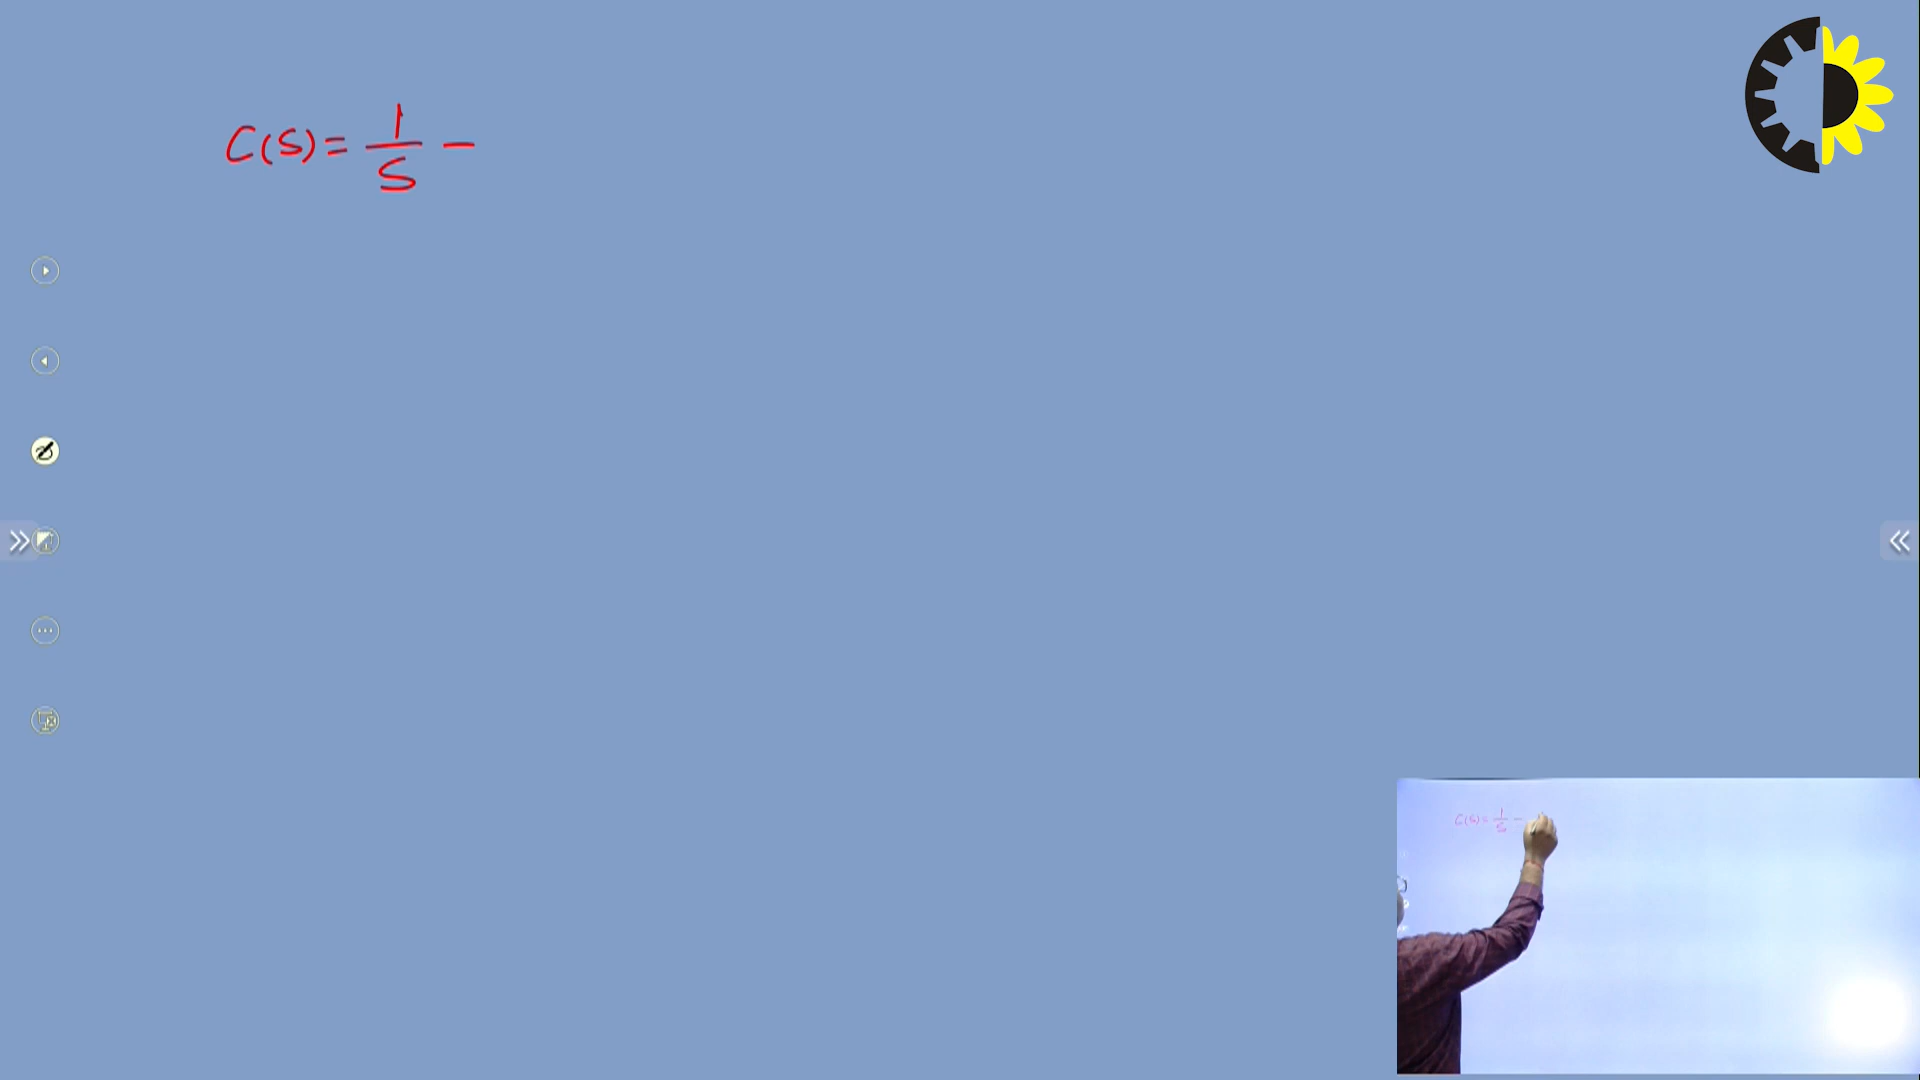 C(S) = 1/S −